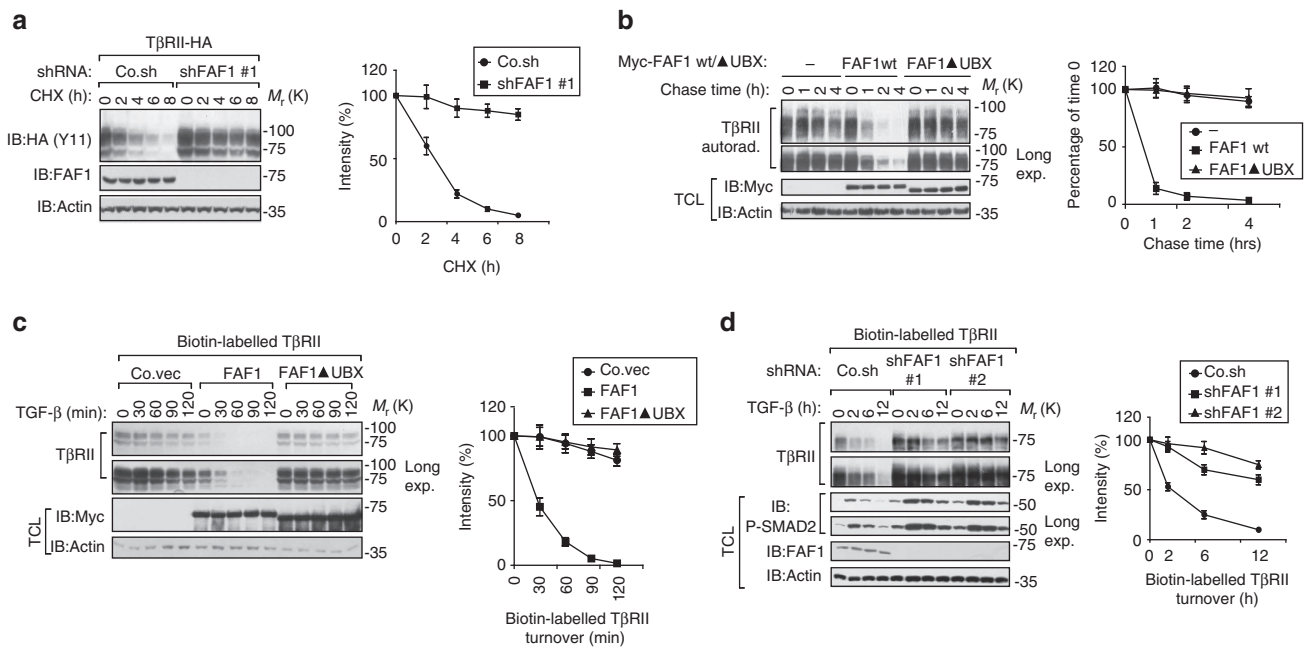 a
TβRII-HA
shRNA: Co.sh shFAF1 #1
CHX (h): 0 2 4 6 8 0 2 4 6 8 Mr (K)
IB:HA (Y11)
-100
-75
IB:FAF1
-75
IB:Actin
-35
Co.sh
shFAF1 #1
120
100
50
0
Intensity (%)
0 2 4 6 8
CHX (h)
b
Myc-FAF1 wt/▲UBX: – FAF1wt FAF1▲UBX
Chase time (h): 0 1 2 4 0 1 2 4 0 1 2 4 Mr (K)
TβRII
autorad.
-100
-75
-100
-75
Long
exp.
TCL
IB:Myc
-75
IB:Actin
-35
120
100
50
0
Percentage of time 0
–
FAF1 wt
FAF1▲UBX
0 1 2 4
Chase time (hrs)
c
Biotin-labelled TβRII
Co.vec FAF1 FAF1▲UBX
TGF-β (min): 0 30 60 90 120 0 30 60 90 120 0 30 60 90 120 Mr (K)
TβRII
-100
-75
-100
-75
Long
exp.
TCL
IB:Myc
-75
IB:Actin
-35
Co.vec
FAF1
FAF1▲UBX
120
100
50
0
Intensity (%)
0 30 60 90 120
Biotin-labelled TβRII
turnover (min)
d
Biotin-labelled TβRII
shRNA: Co.sh shFAF1 #1 shFAF1 #2
TGF-β (h): 0 2 6 12 0 2 6 12 0 2 6 12 Mr (K)
TβRII
-75
-75
Long
exp.
TCL
IB:
P-SMAD2
-50
-50
Long
exp.
IB:FAF1
-75
IB:Actin
-35
Co.sh
shFAF1 #1
shFAF1 #2
120
100
50
0
Intensity (%)
0 2 6 12
Biotin-labelled TβRII
turnover (h)